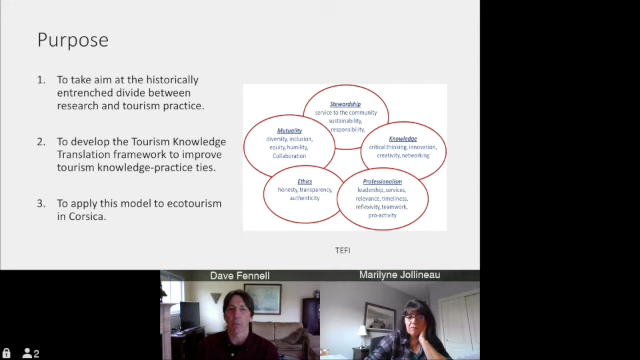 Purpose
1. To take aim at the historically
entrenched divide between
research and tourism practice.
2. To develop the Tourism Knowledge
Translation framework to improve
tourism knowledge-practice ties.
3. To apply this model to ecotourism
in Corsica.
Stewardship
service to the community
sustainability,
responsibility,
Mutuality
diversity, inclusion,
equity, humility,
Collaboration
Knowledge
critical thinking, innovation,
creativity, networking
Ethics
honesty, transparency,
authenticity
Professionalism
leadership, services,
relevance, timeliness,
reflexivity, teamwork,
pro-activity
TEFI
Dave Fennell
Marilyne Jollineau
2